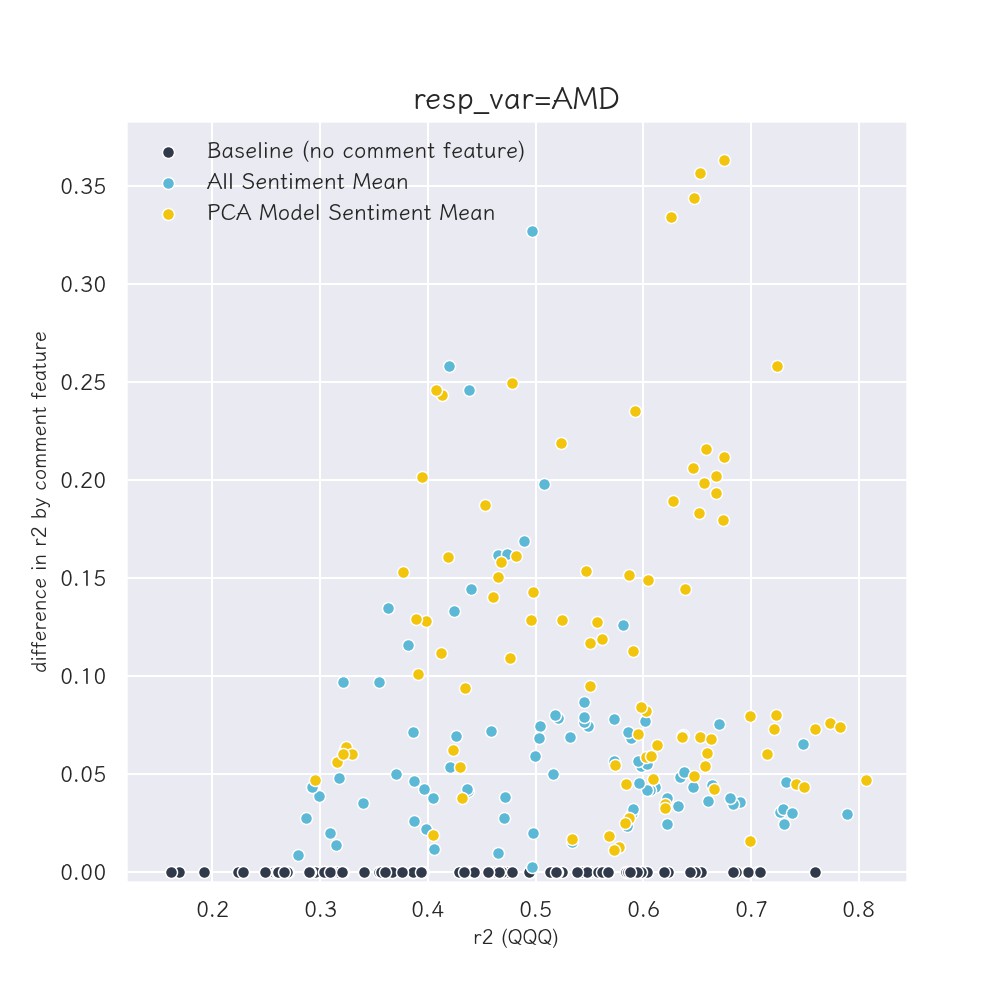 resp_var=AMD
Baseline (no comment feature)
All Sentiment Mean
PCA Model Sentiment Mean
0.35
0.30
0.25
0.20
0.15
0.10
0.05
0.00
difference in r2 by comment feature
0.2 0.3 0.4 0.5 0.6 0.7 0.8
r2 (QQQ)